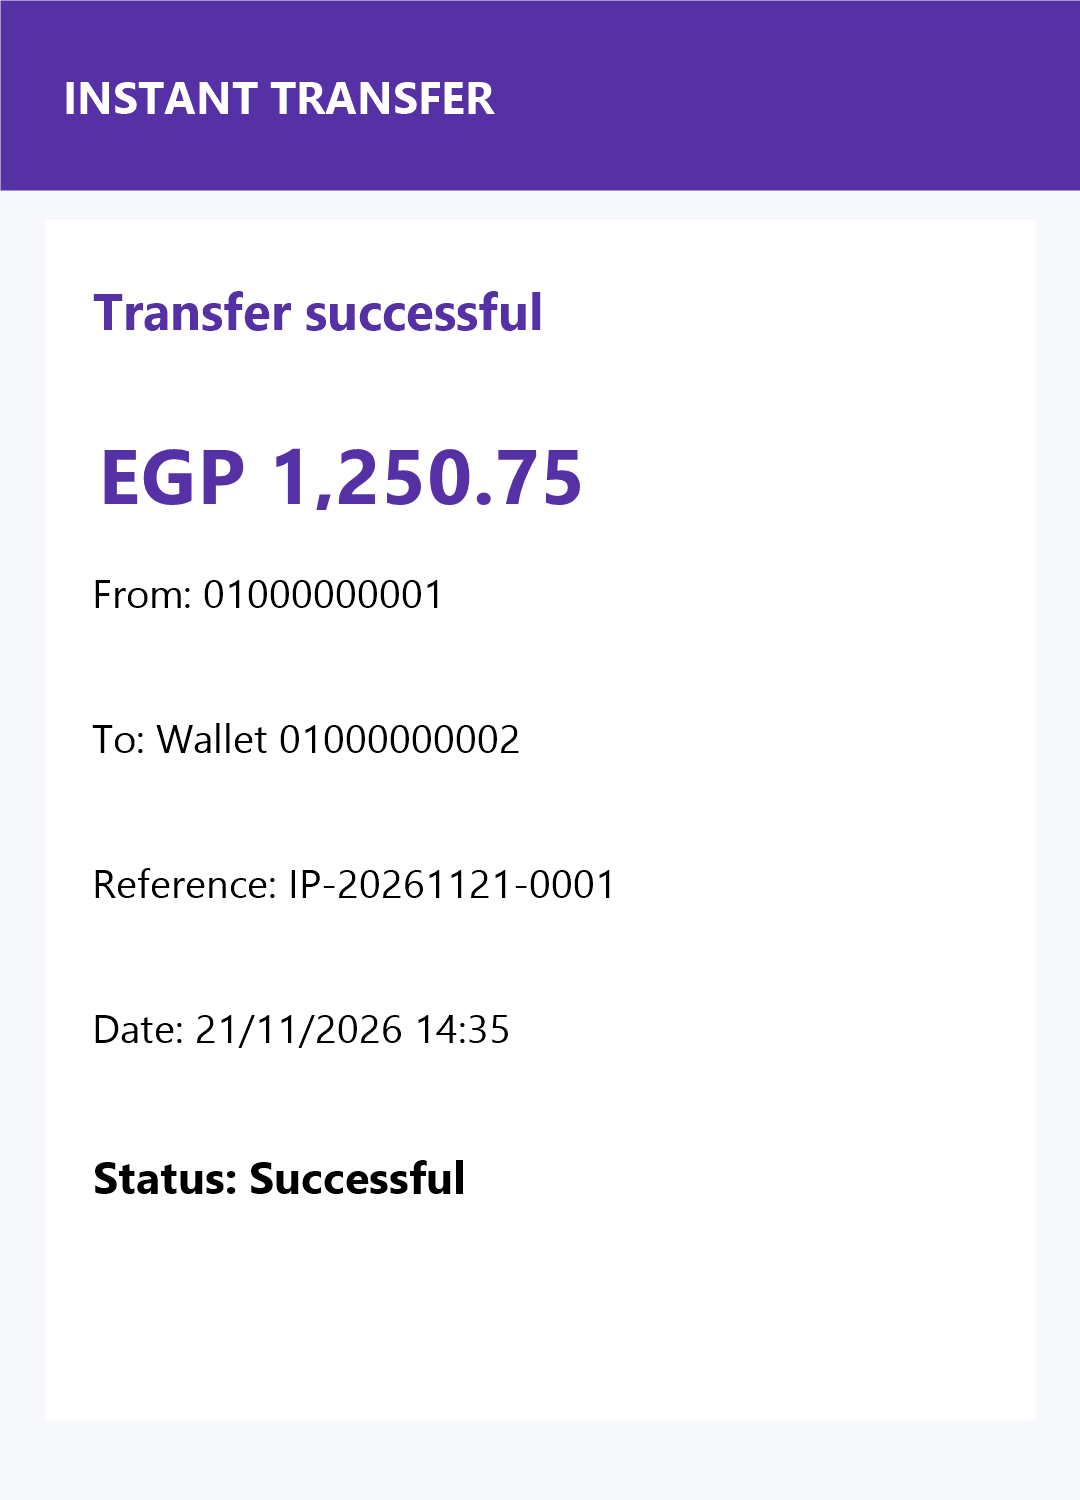 INSTANT TRANSFER
Transfer successful
EGP 1,250.75
From: 01000000001
To: Wallet 01000000002
Reference: IP-20261121-0001
Date: 21/11/2026 14:35
Status: Successful